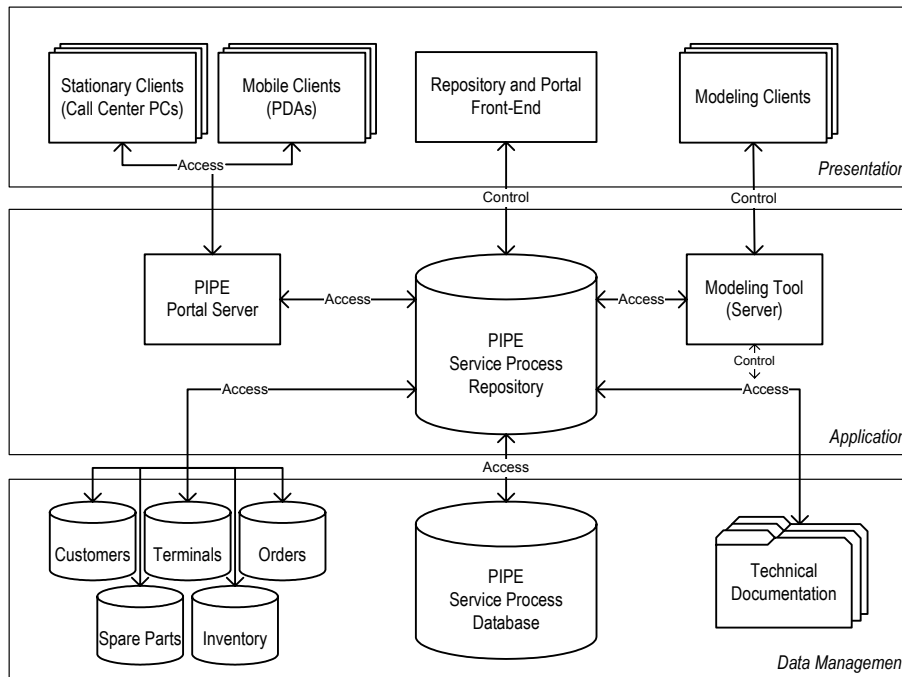 Stationary Clients
(Call Center PCs)
Mobile Clients
(PDAs)
Repository and Portal
Front-End
Modeling Clients
Access
Presentation
Control
Control
PIPE
Portal Server
Access
PIPE
Service Process
Repository
Access
Modeling Tool
(Server)
Control
Access
Access
Application
Access
Customers
Terminals
Orders
Spare Parts
Inventory
PIPE
Service Process
Database
Technical
Documentation
Data Management